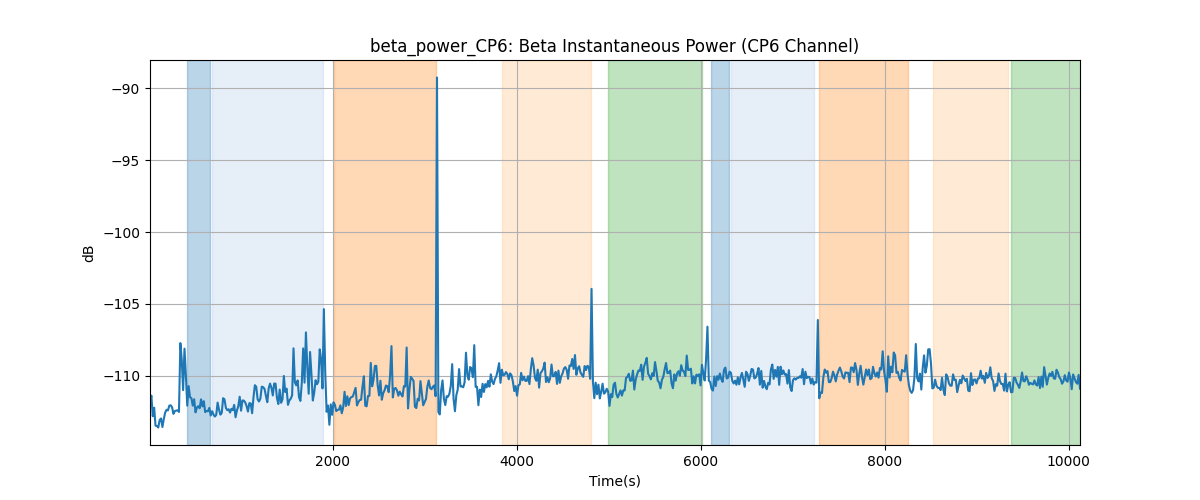 beta_power_CP6: Beta Instantaneous Power (CP6 Channel)
−90
−95
−100
−105
−110
dB
2000 4000 6000 8000 10000
Time(s)